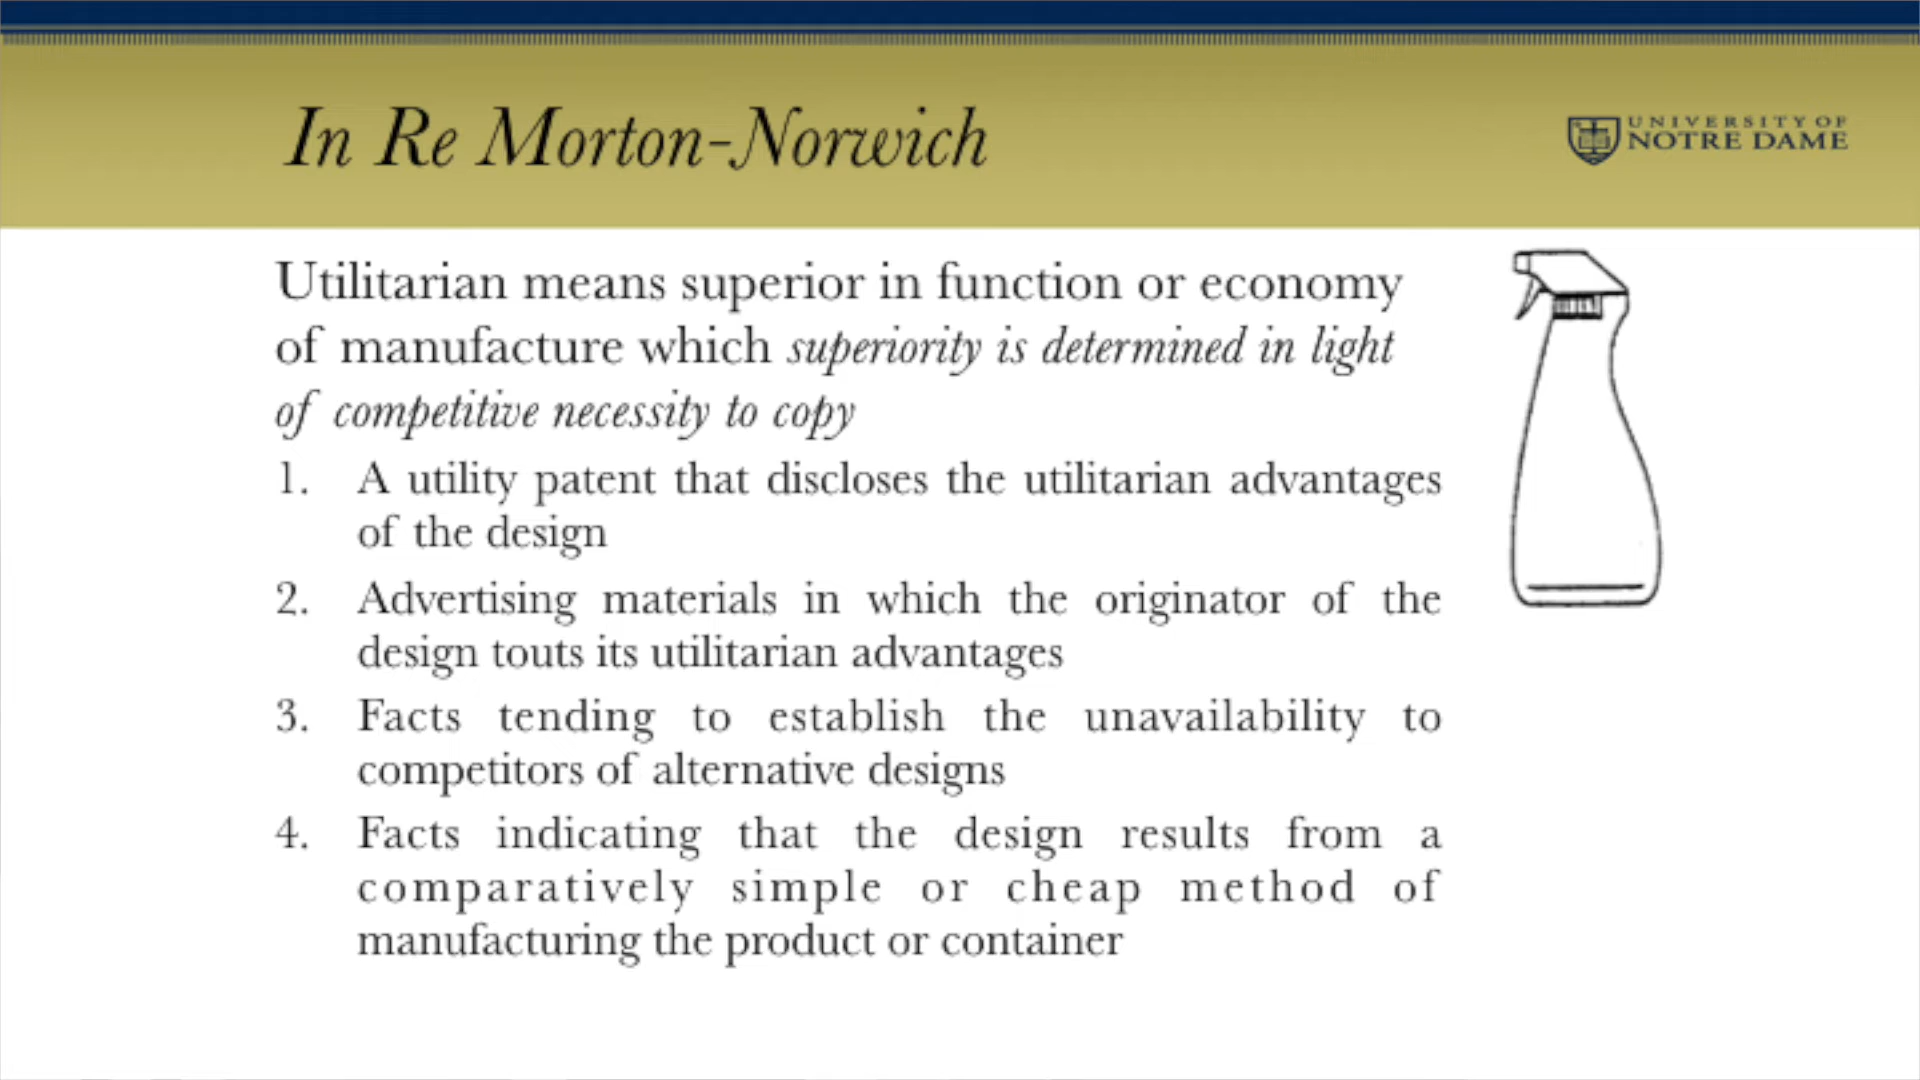 In Re Morton-Norwich
UNIVERSITY OF
NOTRE DAME
Utilitarian means superior in function or economy
of manufacture which superiority is determined in light
of competitive necessity to copy
1. A utility patent that discloses the utilitarian advantages
of the design
2. Advertising materials in which the originator of the
design touts its utilitarian advantages
3. Facts tending to establish the unavailability to
competitors of alternative designs
4. Facts indicating that the design results from a
comparatively simple or cheap method of
manufacturing the product or container